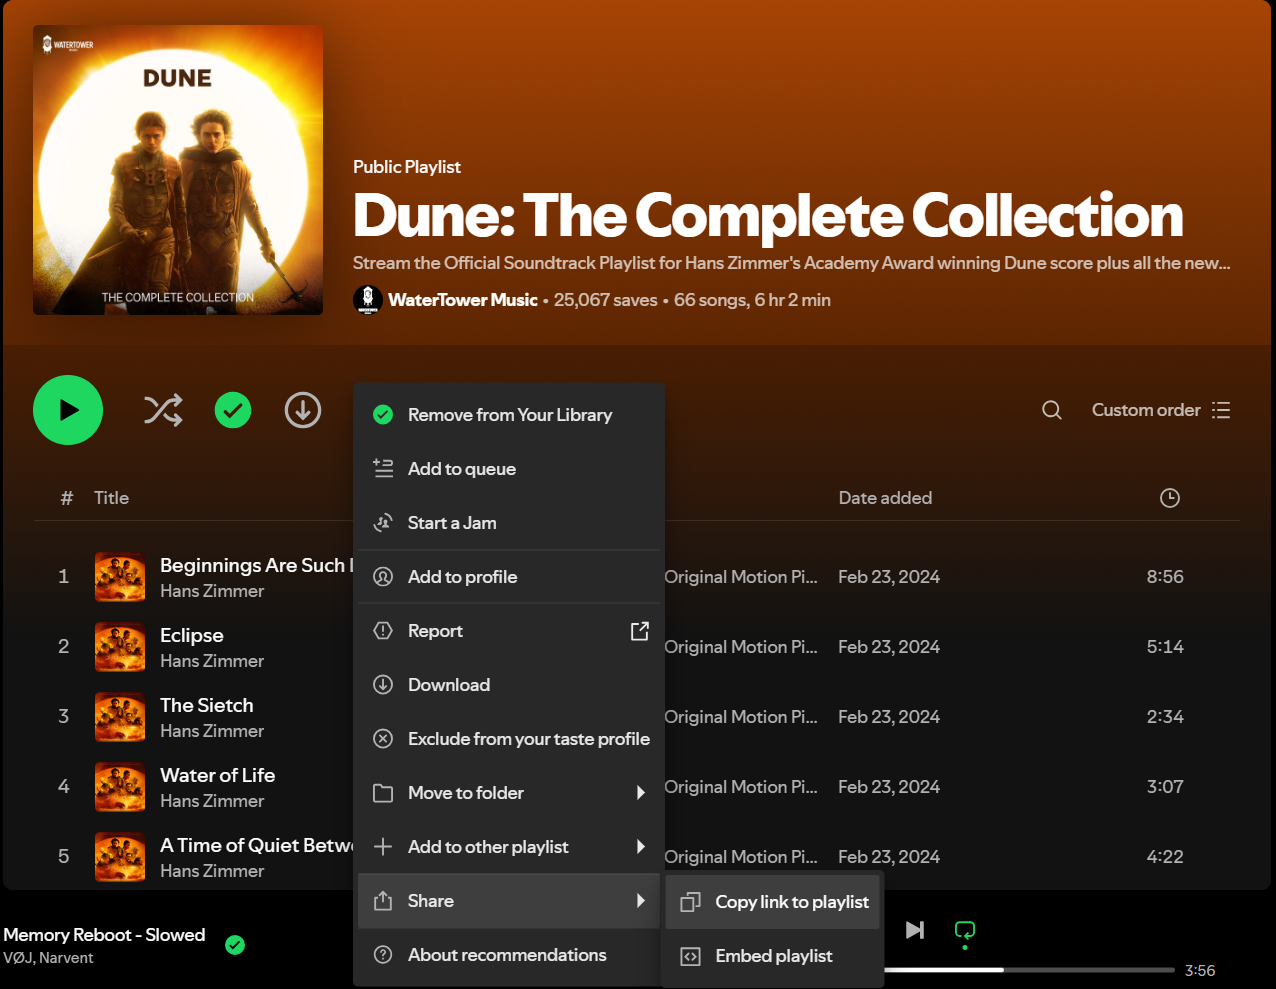 WATERTOWER
MUSIC
DUNE
THE COMPLETE COLLECTION
Public Playlist
Dune: The Complete Collection
Stream the Official Soundtrack Playlist for Hans Zimmer's Academy Award winning Dune score plus all the new...
WaterTower Music • 25,067 saves • 66 songs, 6 hr 2 min
Custom order
Remove from Your Library
Add to queue
Start a Jam
Add to profile
Report
Download
Exclude from your taste profile
Move to folder
Add to other playlist
Share
About recommendations
Copy link to playlist
Embed playlist
# Title Date added
1 Beginnings Are Such Original Motion Pi... Feb 23, 2024 8:56
Hans Zimmer
2 Eclipse Original Motion Pi... Feb 23, 2024 5:14
Hans Zimmer
3 The Sietch Original Motion Pi... Feb 23, 2024 2:34
Hans Zimmer
4 Water of Life Original Motion Pi... Feb 23, 2024 3:07
Hans Zimmer
5 A Time of Quiet Betwe Original Motion Pi... Feb 23, 2024 4:22
Hans Zimmer
Memory Reboot - Slowed
VØJ, Narvent
3:56